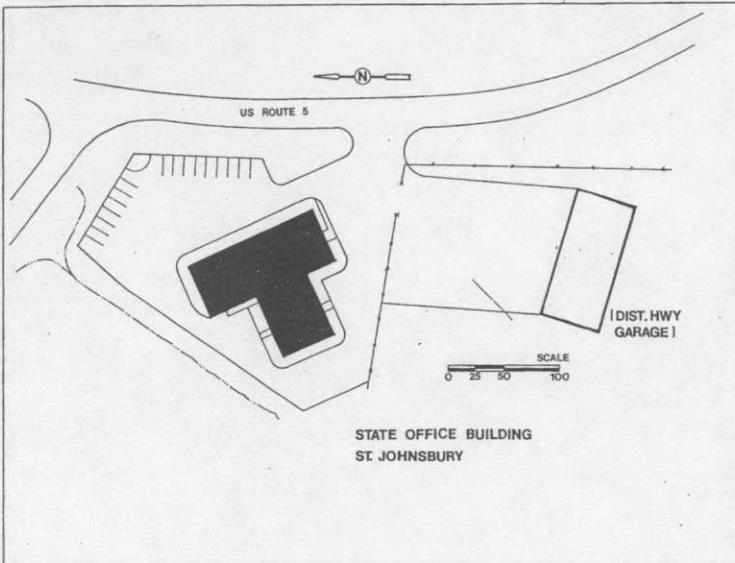 N
US ROUTE 5
[DIST. HWY
GARAGE]
SCALE
0 25 50 100
STATE OFFICE BUILDING
ST. JOHNSBURY